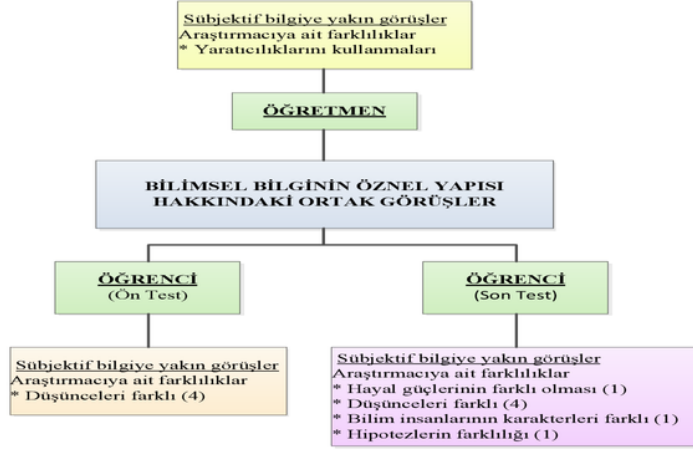 Sübjektif bilgiye yakın görüşler
Araştırmacıya ait farklılıklar
* Yaratıcılıklarını kullanmaları
ÖĞRETMEN
BİLİMSEL BİLGİNİN ÖZNEL YAPISI
HAKKINDAKİ ORTAK GÖRÜŞLER
ÖĞRENCİ
(Ön Test)
ÖĞRENCİ
(Son Test)
Sübjektif bilgiye yakın görüşler
Araştırmacıya ait farklılıklar
* Düşünceleri farklı (4)
Sübjektif bilgiye yakın görüşler
Araştırmacıya ait farklılıklar
* Hayal güçlerinin farklı olması (1)
* Düşünceleri farklı (4)
* Bilim insanlarının karakterleri farklı (1)
* Hipotezlerin farklılığı (1)